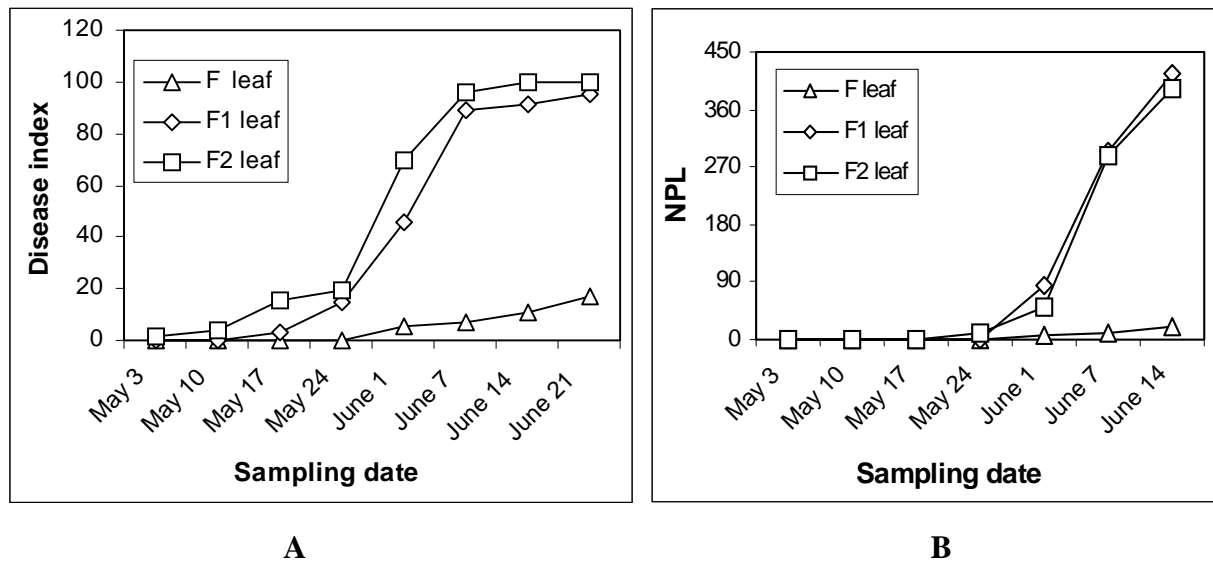 120
100
80
60
40
20
0
Disease index
F leaf
F1 leaf
F2 leaf
May 3
May 10
May 17
May 24
June 1
June 7
June 14
June 21
Sampling date
A
450
360
270
180
90
0
NPL
F leaf
F1 leaf
F2 leaf
May 3
May 10
May 17
May 24
June 1
June 7
June 14
Sampling date
B